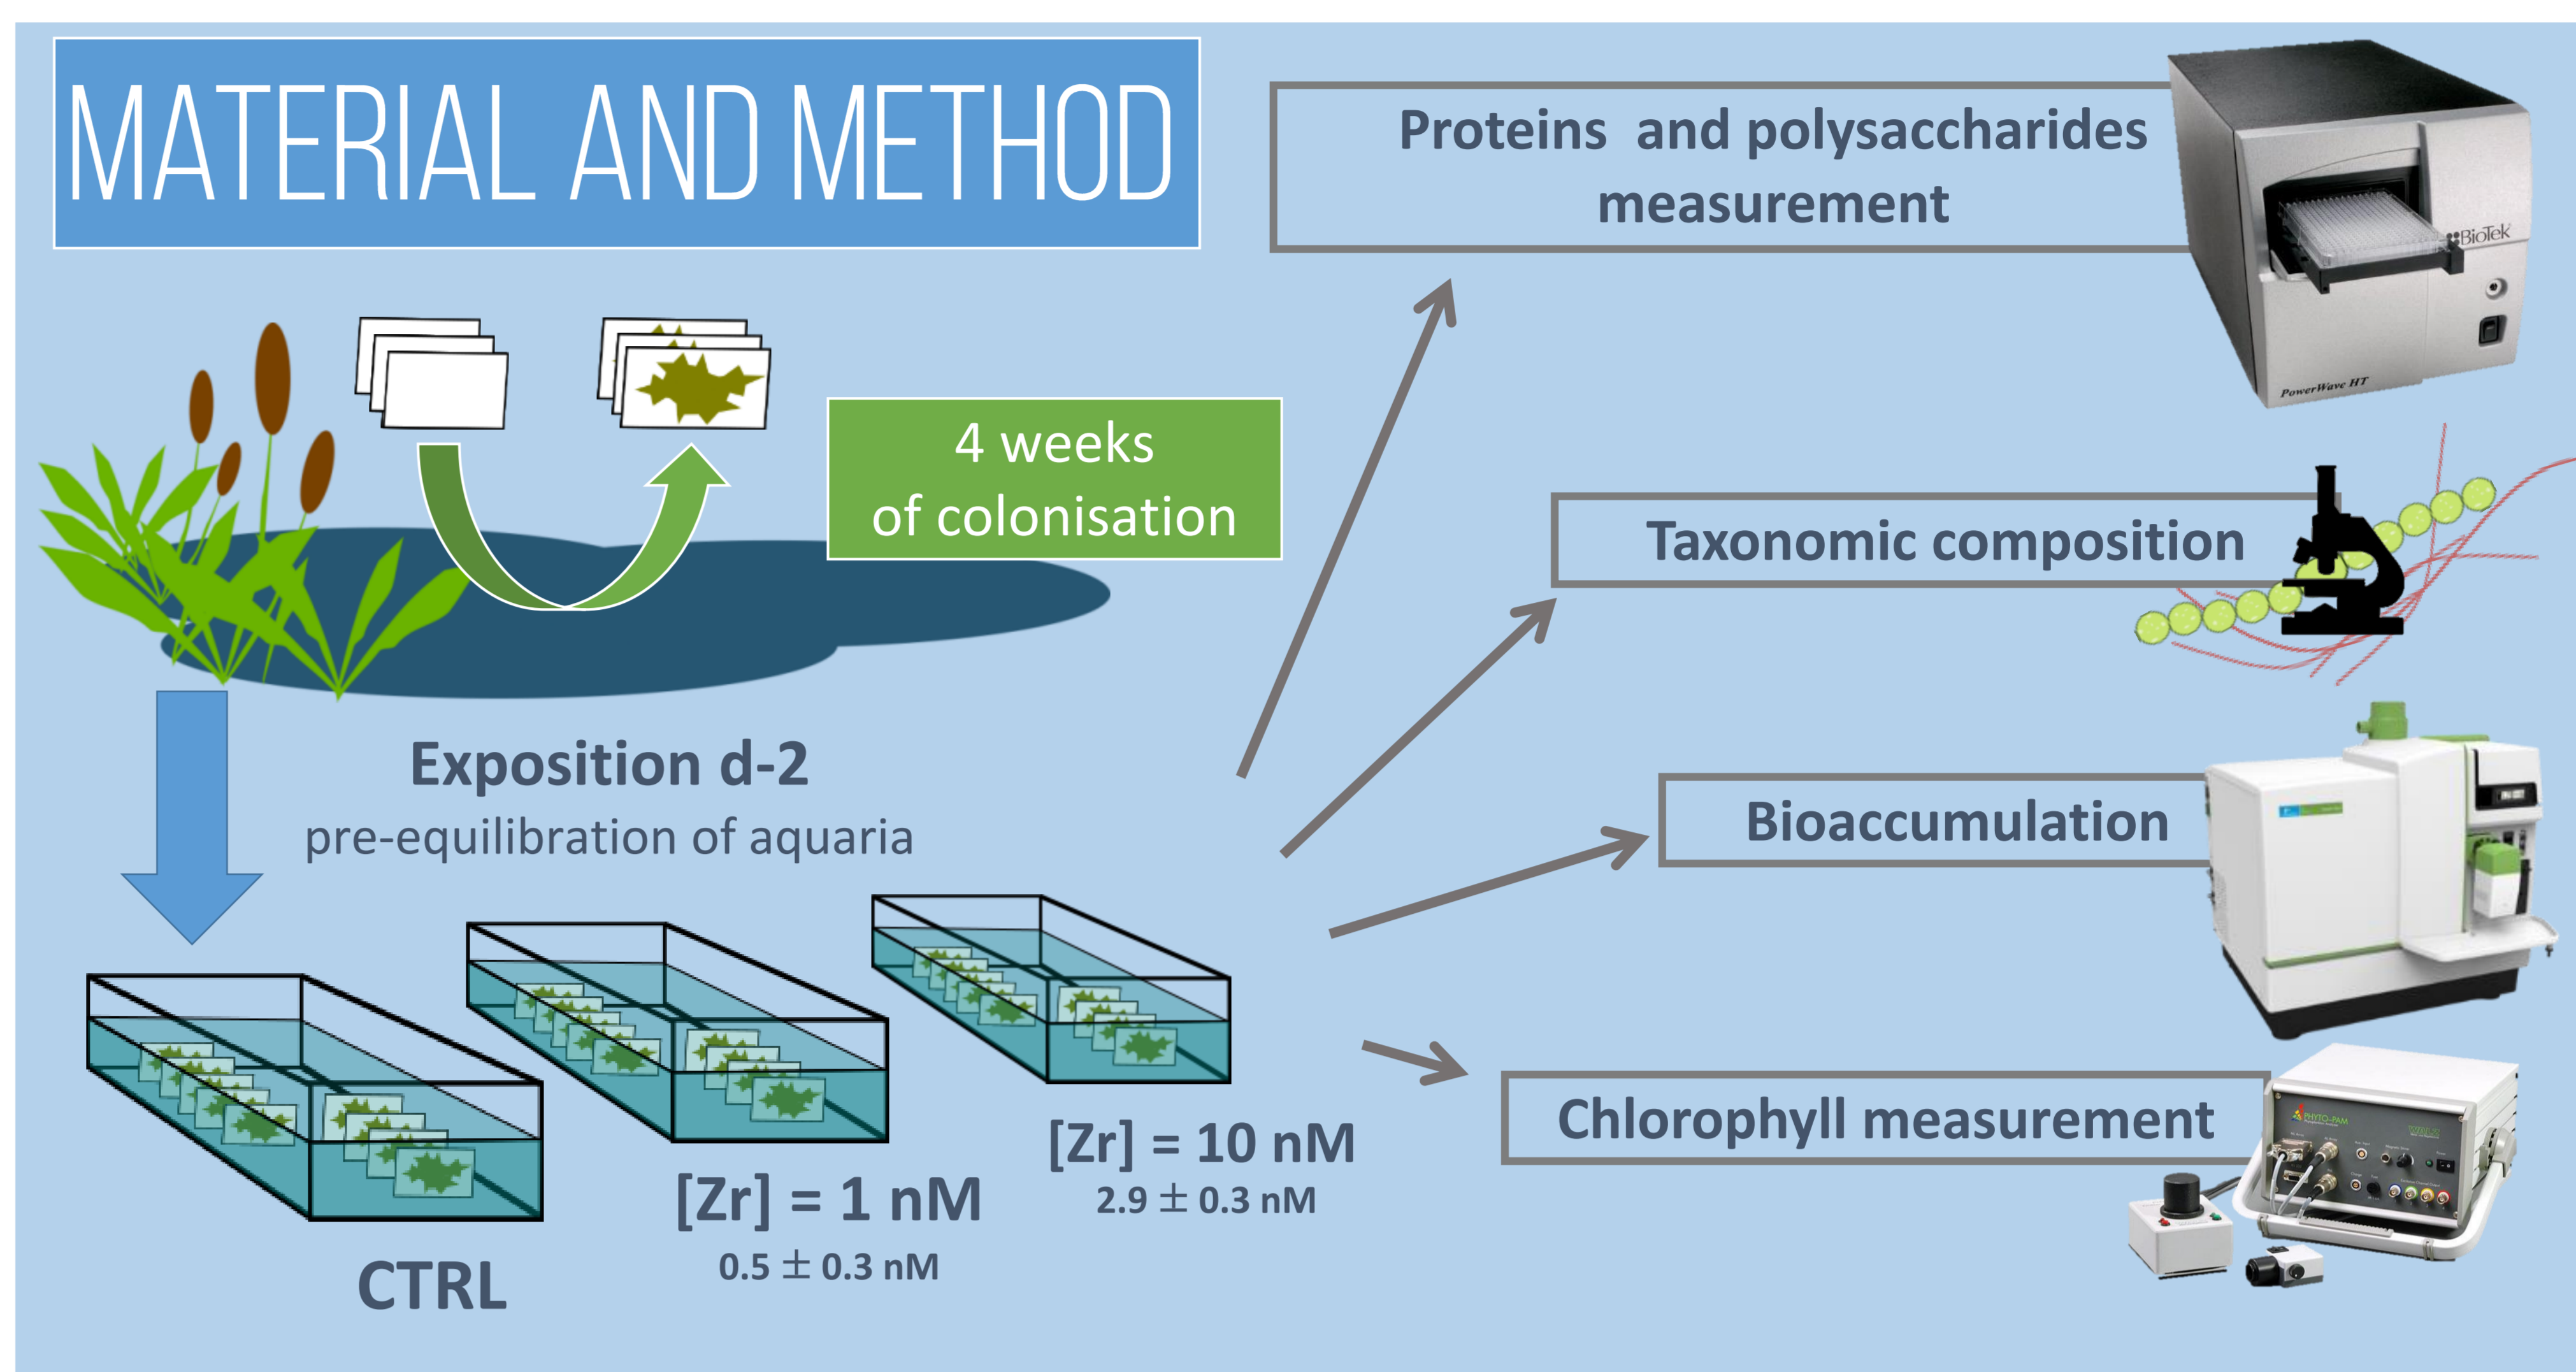 MATERIAL AND METHOD
Proteins and polysaccharides
measurement
BioTek
PowerWave HT
4 weeks
of colonisation
Taxonomic composition
Exposition d-2
pre-equilibration of aquaria
Bioaccumulation
Chlorophyll measurement
PHYTO-PAM
WALZ
[Zr] = 10 nM
2.9 ± 0.3 nM
[Zr] = 1 nM
0.5 ± 0.3 nM
CTRL